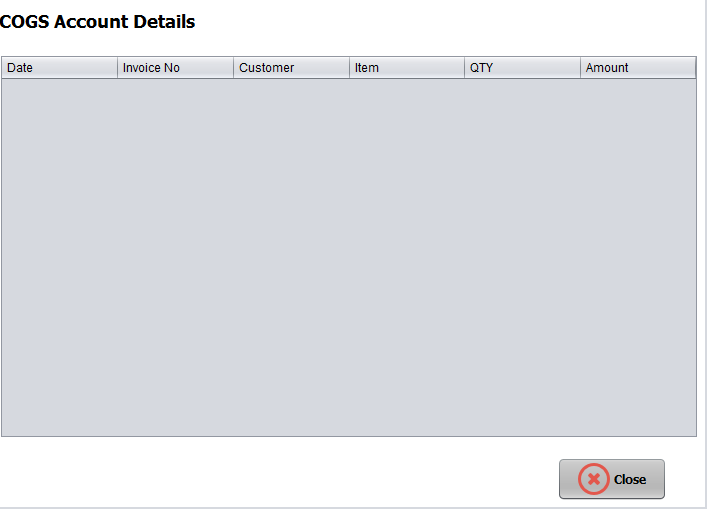 COGS Account Details
Date Invoice No Customer Item QTY Amount
Close